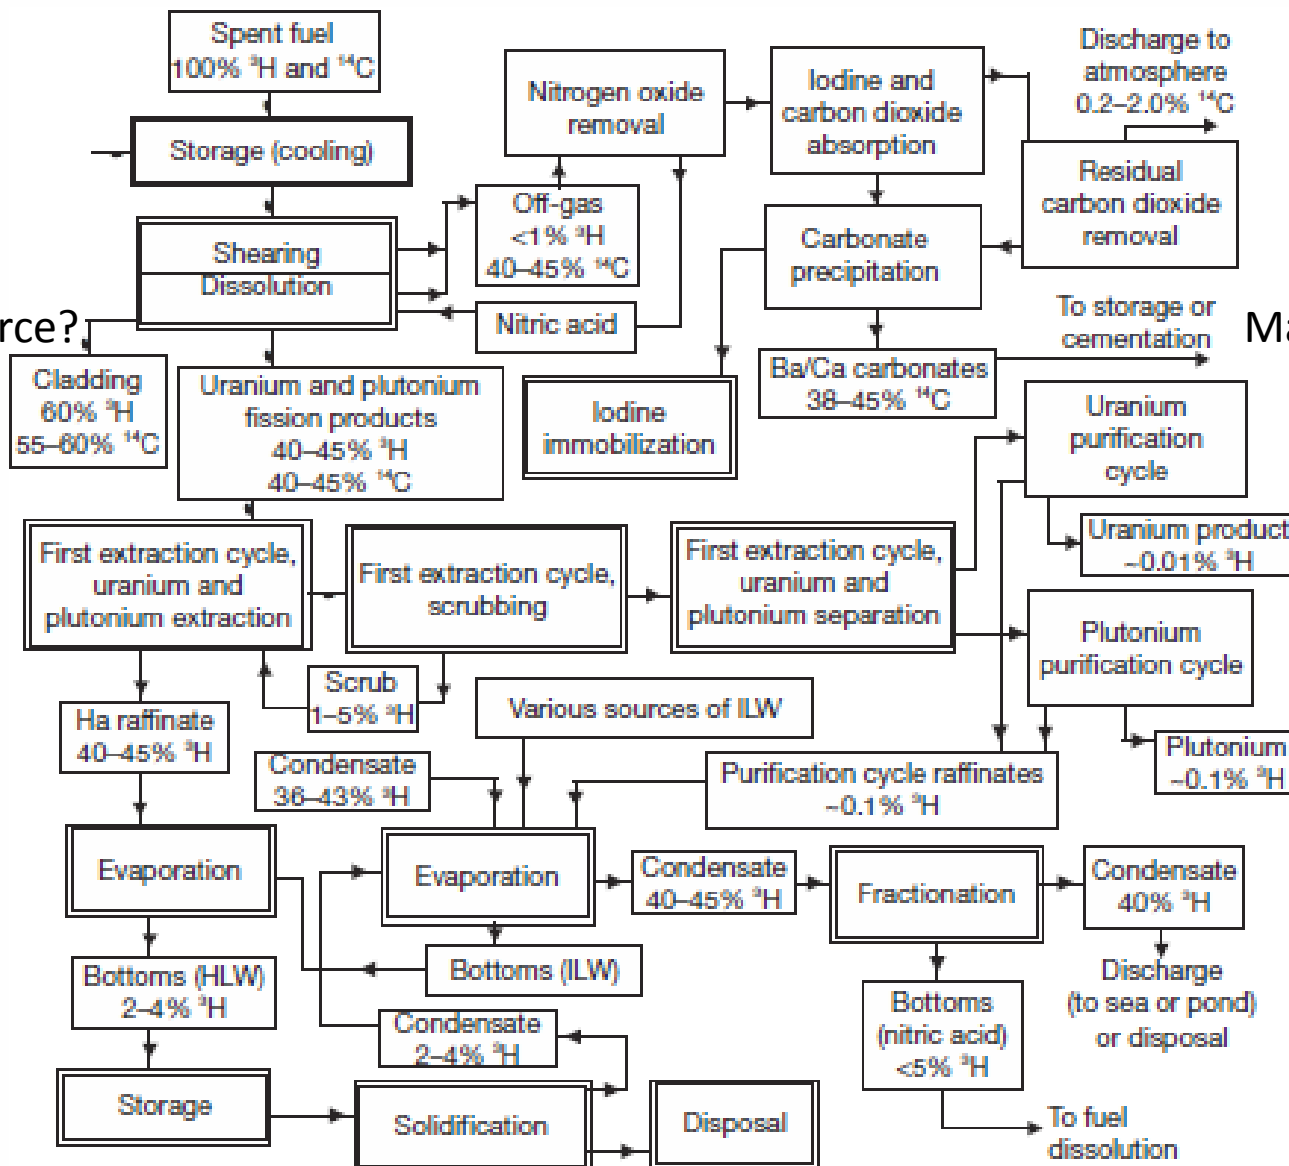 Spent fuel
100% ³H and ¹⁴C
Storage (cooling)
Shearing
Dissolution
Nitrogen oxide
removal
Off-gas
<1% ³H
40–45% ¹⁴C
Nitric acid
Iodine and
carbon dioxide
absorption
Discharge to
atmosphere
0.2–2.0% ¹⁴C
Residual
carbon dioxide
removal
Carbonate
precipitation
To storage or
cementation
rce?
Ma
Cladding
60% ³H
55–60% ¹⁴C
Uranium and plutonium
fission products
40–45% ³H
40–45% ¹⁴C
Iodine
immobilization
Ba/Ca carbonates
38–45% ¹⁴C
Uranium
purification
cycle
Uranium product
~0.01% ³H
First extraction cycle,
uranium and
plutonium extraction
First extraction cycle,
scrubbing
First extraction cycle,
uranium and
plutonium separation
Plutonium
purification cycle
Plutonium
~0.1% ³H
Scrub
1–5% ³H
Ha raffinate
40–45% ³H
Various sources of ILW
Condensate
36–43% ³H
Purification cycle raffinates
~0.1% ³H
Evaporation
Evaporation
Condensate
40–45% ³H
Fractionation
Condensate
40% ³H
Bottoms (HLW)
2–4% ³H
Bottoms (ILW)
Condensate
2–4% ³H
Bottoms
(nitric acid)
<5% ³H
Discharge
(to sea or pond)
or disposal
Storage
Solidification
Disposal
To fuel
dissolution